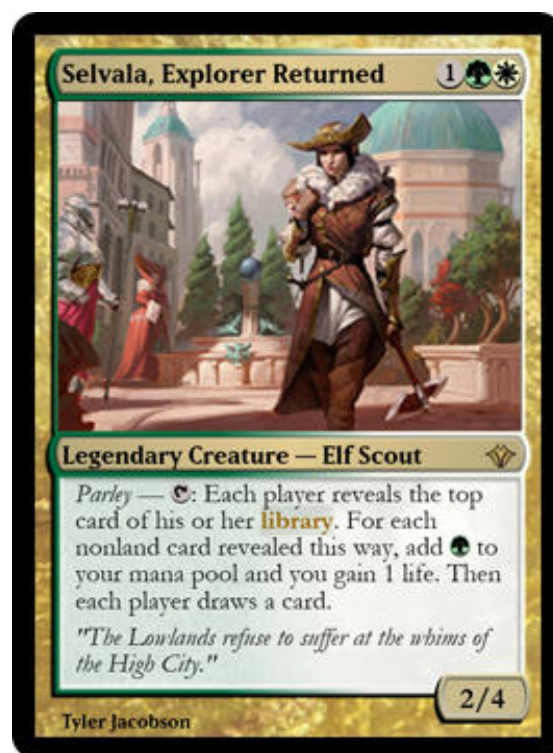 Selvala, Explorer Returned 1
Legendary Creature — Elf Scout
Parley — : Each player reveals the top
card of his or her library. For each
nonland card revealed this way, add to
your mana pool and you gain 1 life. Then
each player draws a card.
"The Lowlands refuse to suffer at the whims of
the High City."
2/4
Tyler Jacobson